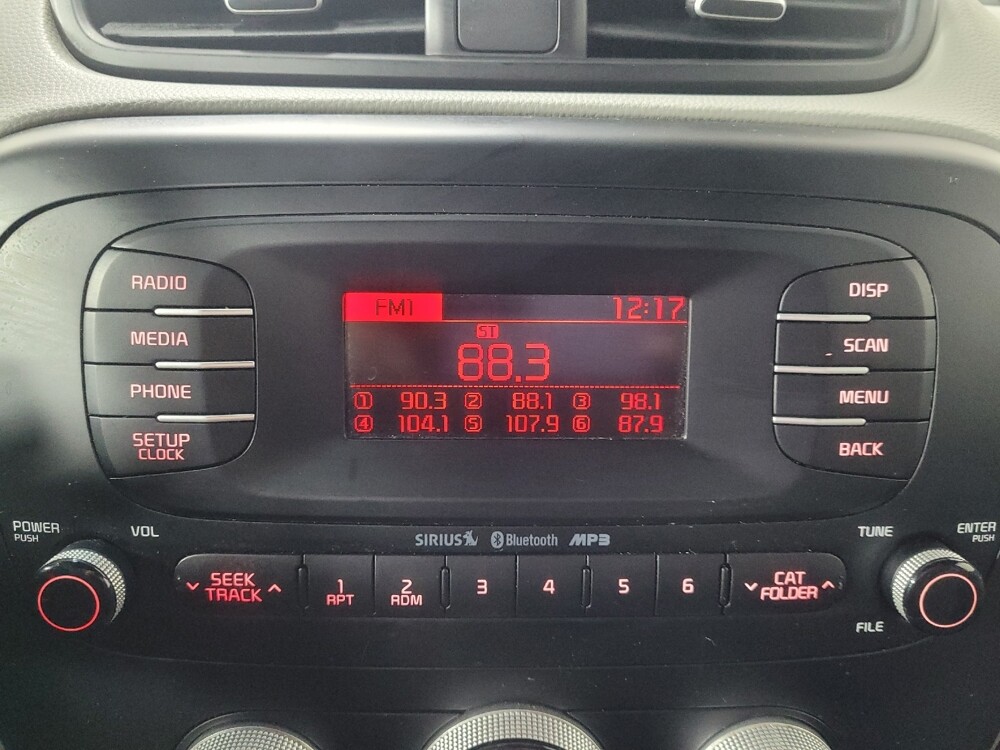 RADIO
MEDIA
PHONE
SETUP
CLOCK
FM1 12:17
ST
88.3
1 90.3 2 88.1 3 98.1
4 104.1 5 107.9 6 87.9
DISP
SCAN
MENU
BACK
POWER
PUSH
VOL
SIRIUS Bluetooth MP3
TUNE
ENTER
PUSH
SEEK
TRACK
1
RPT
2
RDM
3
4
5
6
CAT
FOLDER
FILE